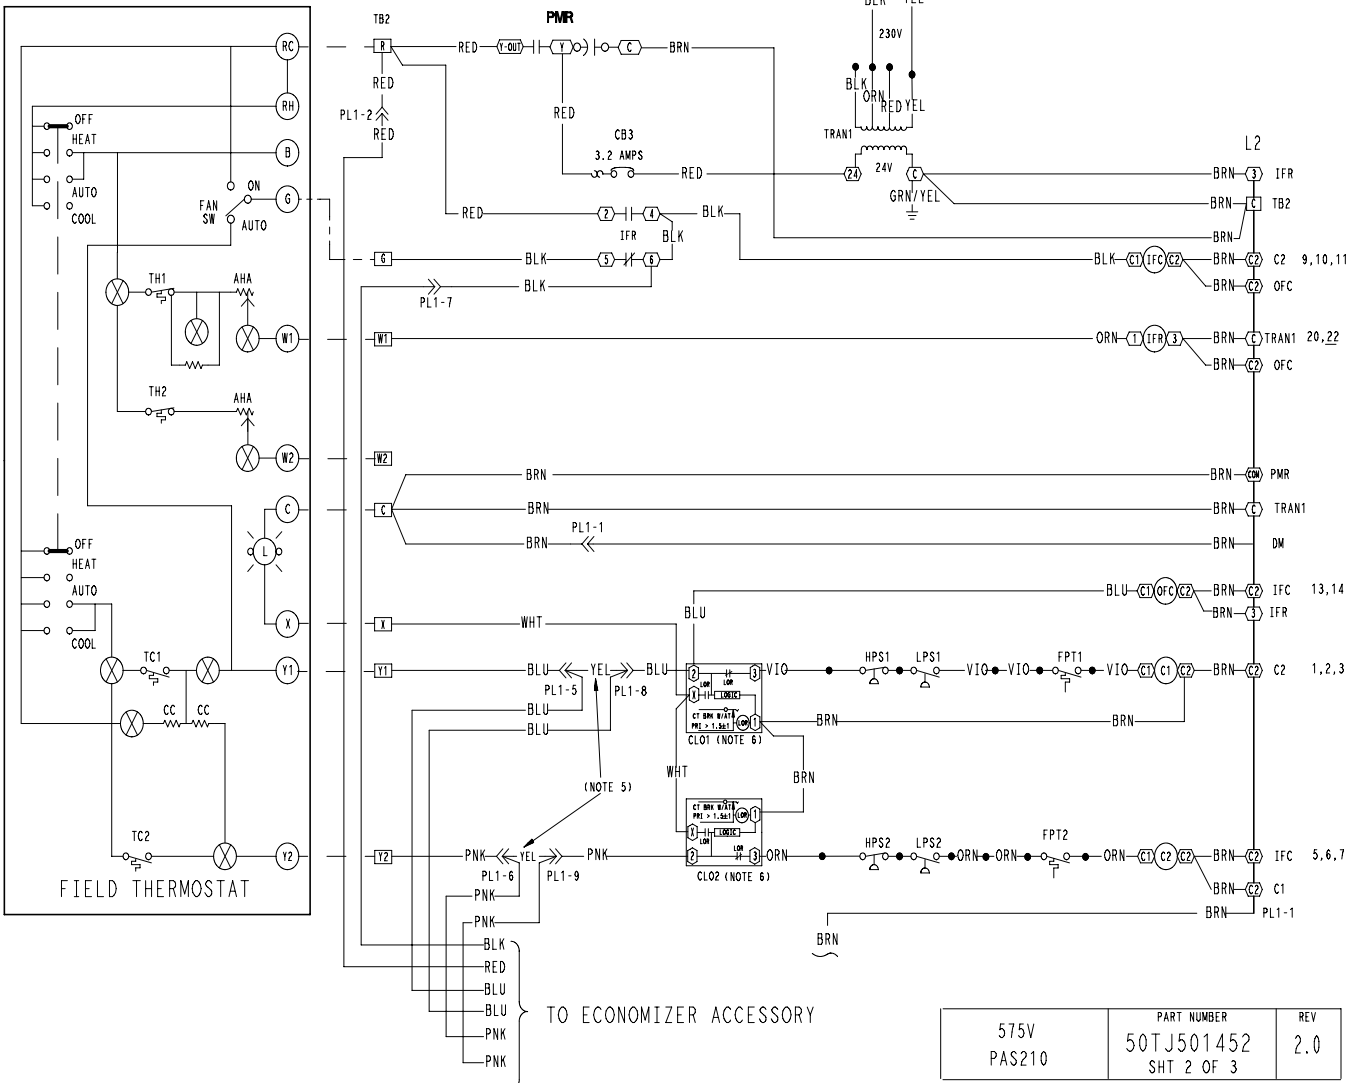 BLK YEL
TB2
PMR
230V
RC
R
RED
Y-OUT
Y
C
BRN
RED
BLK
ORN
RED
YEL
RH
PL1-2
RED
RED
TRAN1
OFF
HEAT
CB3
3.2 AMPS
L2
B
24V
RED
24
C
BRN
3
IFR
AUTO
COOL
ON
FAN
SW
AUTO
G
GRN/YEL
BRN
C
TB2
RED
2
4
BLK
IFR
BLK
BRN
G
BLK
5
6
BLK
C1
IFC
C2
BRN
C2
C2
9,10,11
TH1
AHA
BLK
PL1-7
BRN
C2
OFC
W1
W1
ORN
1
IFR
3
BRN
C
TRAN1
20,22
BRN
C2
OFC
TH2
AHA
W2
W2
BRN
BRN
COM
PMR
C
C
BRN
BRN
C
TRAN1
PL1-1
BRN
BRN
DM
OFF
HEAT
L
AUTO
COOL
BLU
C1
OFC
C2
BRN
C2
IFC
13,14
BLU
BRN
3
IFR
X
X
WHT
TC1
Y1
Y1
BLU
YEL
BLU
2
LOR
3
VIO
HPS1
LPS1
VIO
VIO
FPT1
C1
C1
C2
BRN
C2
C2
1,2,3
PL1-5
PL1-8
LOR
X
LOGIC
CC
CC
BLU
BLU
CT BRK W/ATA
PRI > 1.5±1
LOR
1
BRN
BRN
CLO1 (NOTE 6)
WHT
BRN
(NOTE 5)
CT BRK W/ATA
PRI > 1.5±1
LOR
1
X
LOGIC
LOR
TC2
Y2
Y2
PNK
YEL
PNK
2
LOR
3
ORN
HPS2
LPS2
ORN
ORN
FPT2
ORN
C1
C2
C2
BRN
C2
IFC
5,6,7
PL1-6
PL1-9
CLO2 (NOTE 6)
FIELD THERMOSTAT
PNK
BRN
C2
C1
PNK
BRN
PL1-1
BLK
BRN
RED
BLU
BLU
TO ECONOMIZER ACCESSORY
PNK
PNK
575V
PAS210
PART NUMBER
50TJ501452
SHT 2 OF 3
REV
2.0